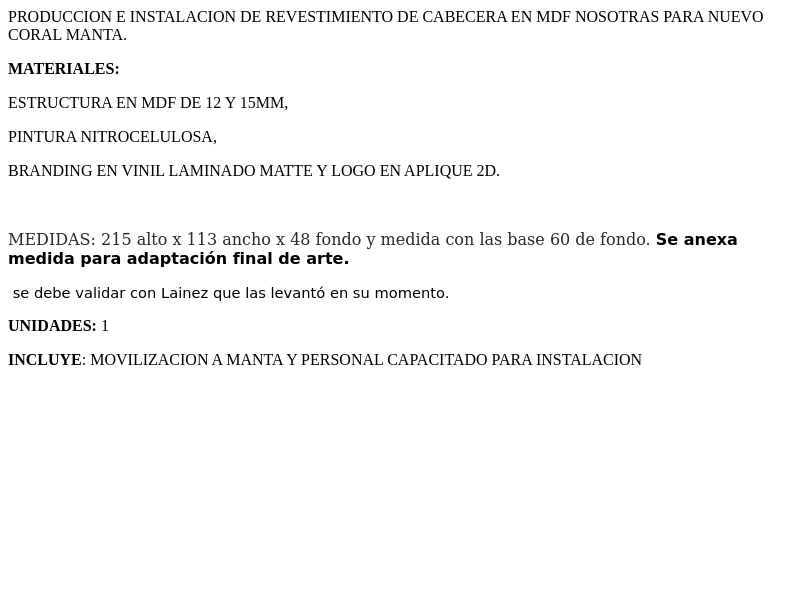 PRODUCCION E INSTALACION DE REVESTIMIENTO DE CABECERA EN MDF NOSOTRAS PARA NUEVO
CORAL MANTA.
MATERIALES:
ESTRUCTURA EN MDF DE 12 Y 15MM,
PINTURA NITROCELULOSA,
BRANDING EN VINIL LAMINADO MATTE Y LOGO EN APLIQUE 2D.
MEDIDAS: 215 alto x 113 ancho x 48 fondo y medida con las base 60 de fondo. Se anexa
medida para adaptación final de arte.
se debe validar con Lainez que las levantó en su momento.
UNIDADES: 1
INCLUYE: MOVILIZACION A MANTA Y PERSONAL CAPACITADO PARA INSTALACION